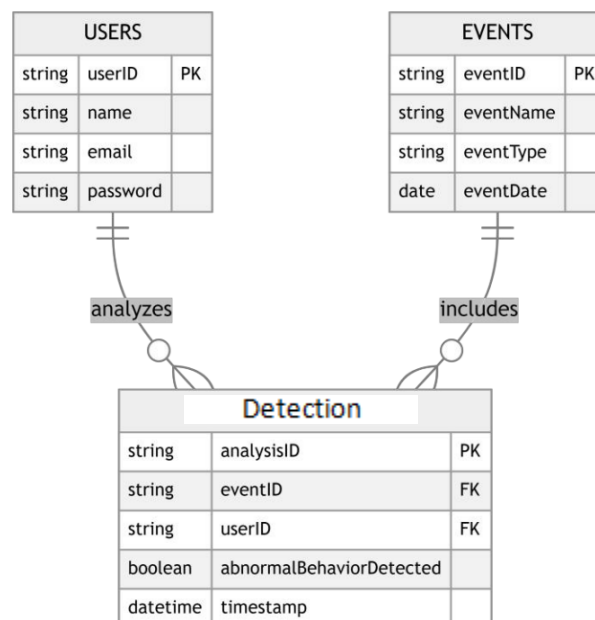 USERS
string userID PK
string name
string email
string password
EVENTS
string eventID PK
string eventName
string eventType
date eventDate
analyzes
includes
Detection
string analysisID PK
string eventID FK
string userID FK
boolean abnormalBehaviorDetected
datetime timestamp